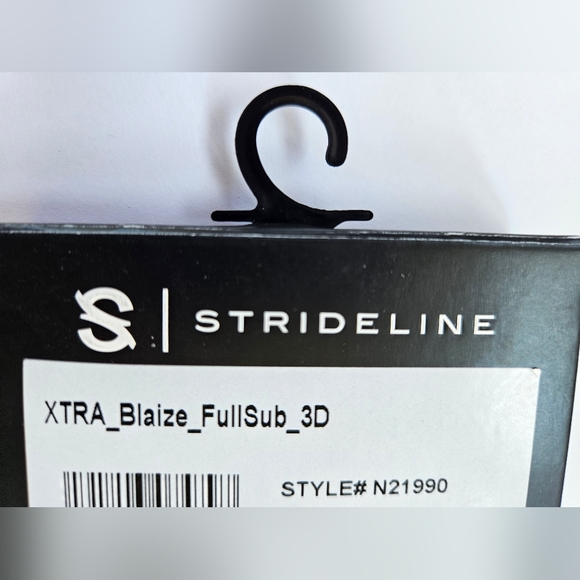 STRIDELINE
XTRA_Blaize_FullSub_3D
STYLE# N21990